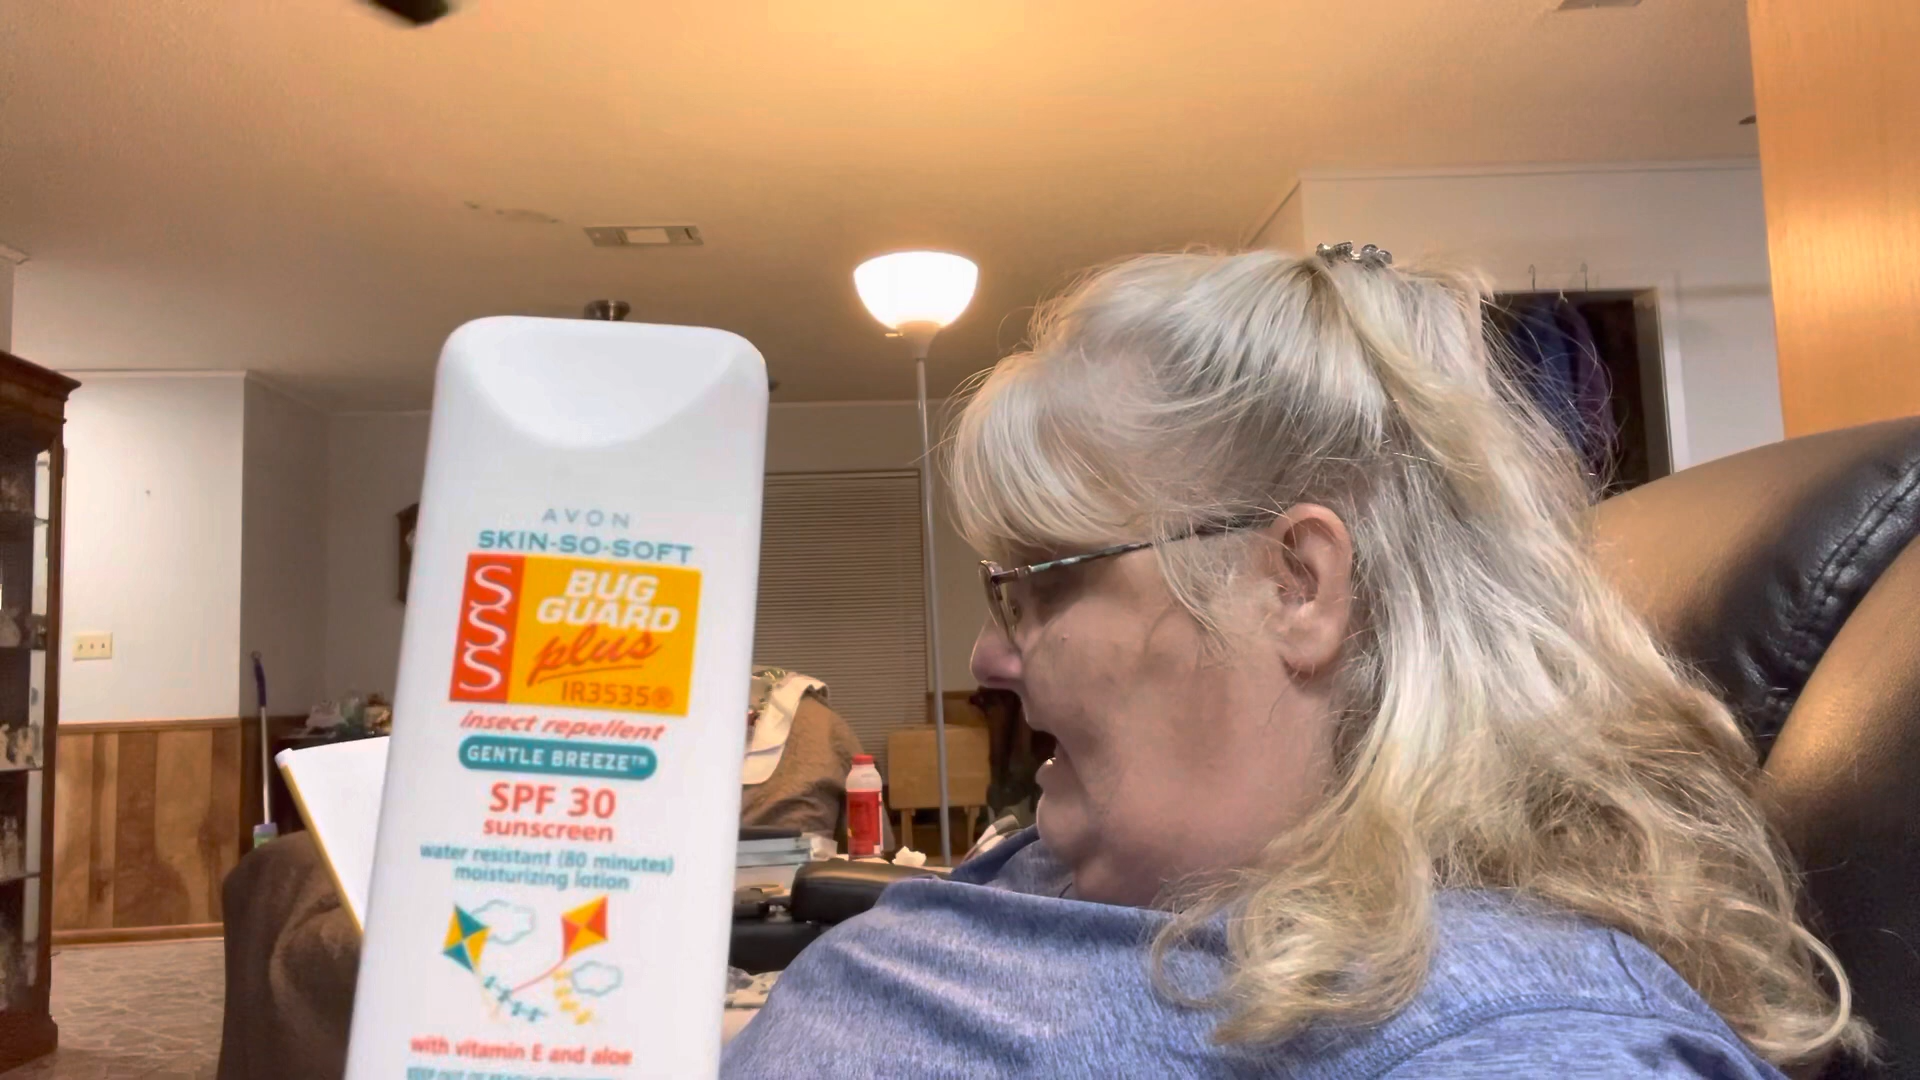 AVON
SKIN-SO-SOFT
SSS
BUG
GUARD
plus
IR3535®
insect repellent
GENTLE BREEZE™
SPF 30
sunscreen
water resistant (80 minutes)
moisturizing lotion
with vitamin E and aloe